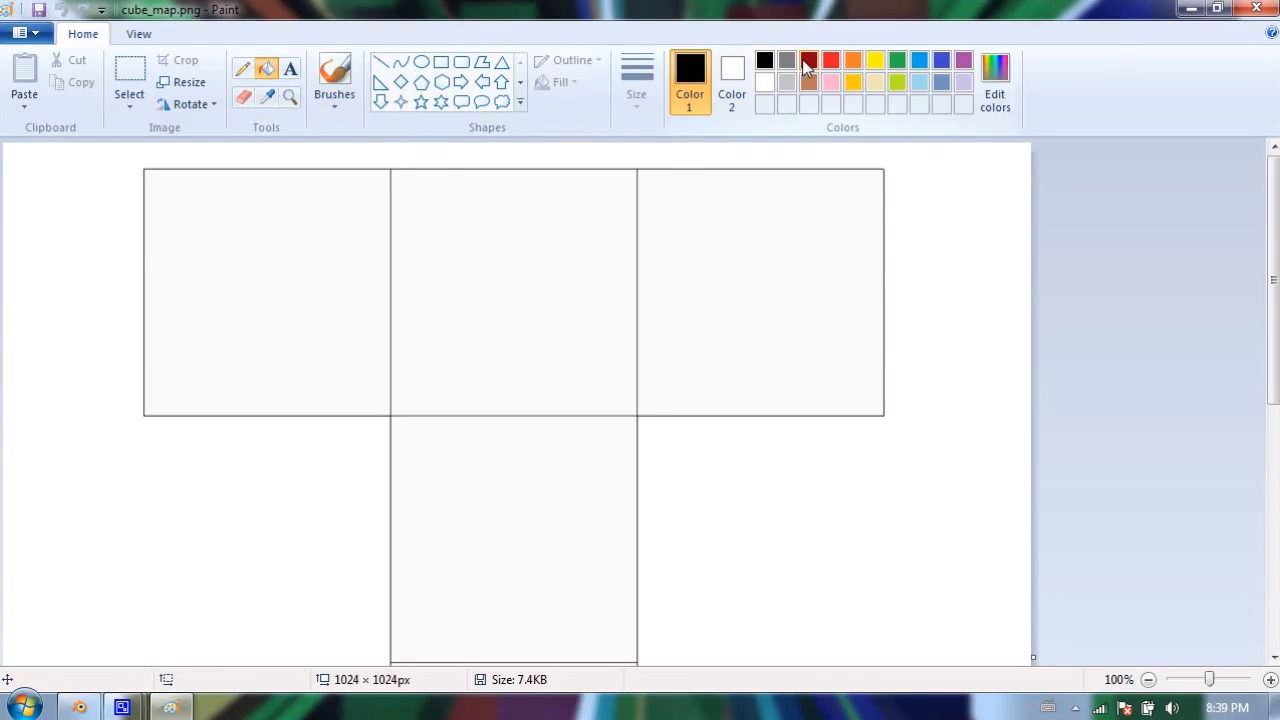 cube_map.png - Paint
Home
View
Paste
Cut
Copy
Clipboard
Select
Crop
Resize
Rotate
Image
A
Tools
Brushes
Outline
Fill
Shapes
Size
Color
1
Color
2
Edit
colors
Colors
1024 × 1024px
Size: 7.4KB
100%
8:39 PM